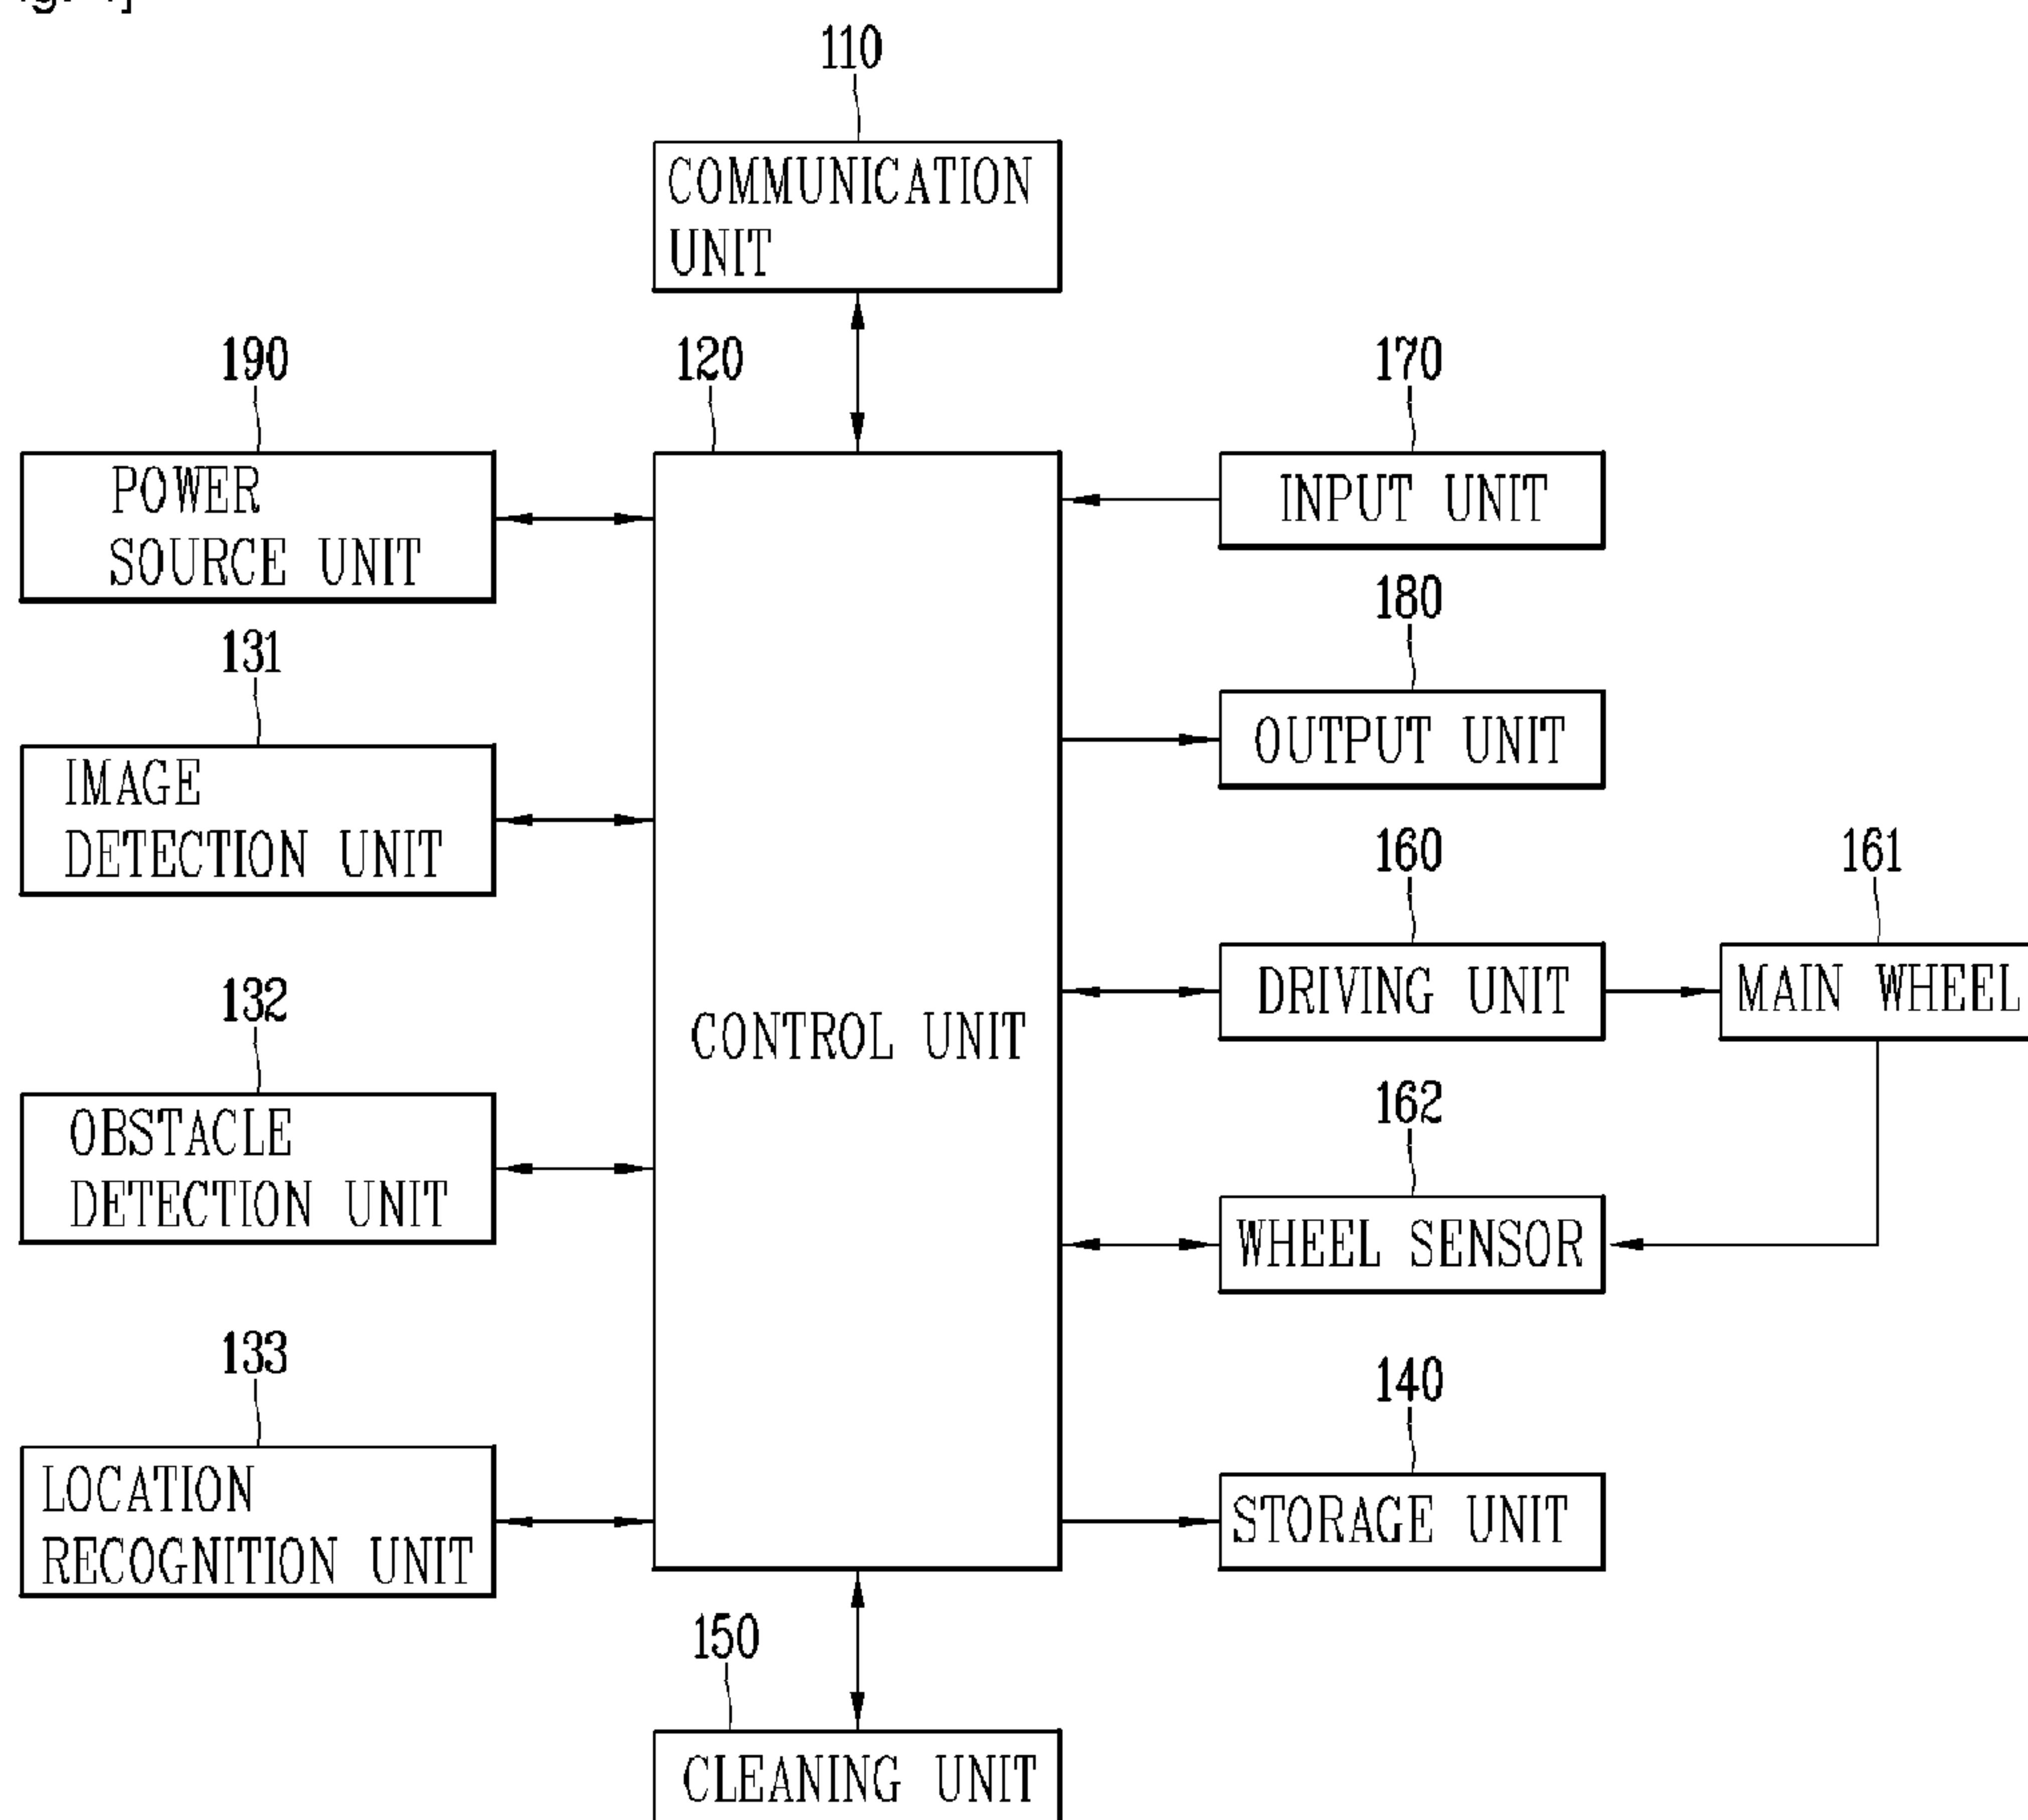 110
COMMUNICATION
UNIT
190
120
170
POWER
SOURCE UNIT
INPUT UNIT
131
180
IMAGE
DETECTION UNIT
OUTPUT UNIT
160
161
132
DRIVING UNIT
MAIN WHEEL
OBSTACLE
DETECTION UNIT
CONTROL UNIT
162
WHEEL SENSOR
133
140
LOCATION
RECOGNITION UNIT
STORAGE UNIT
150
CLEANING UNIT